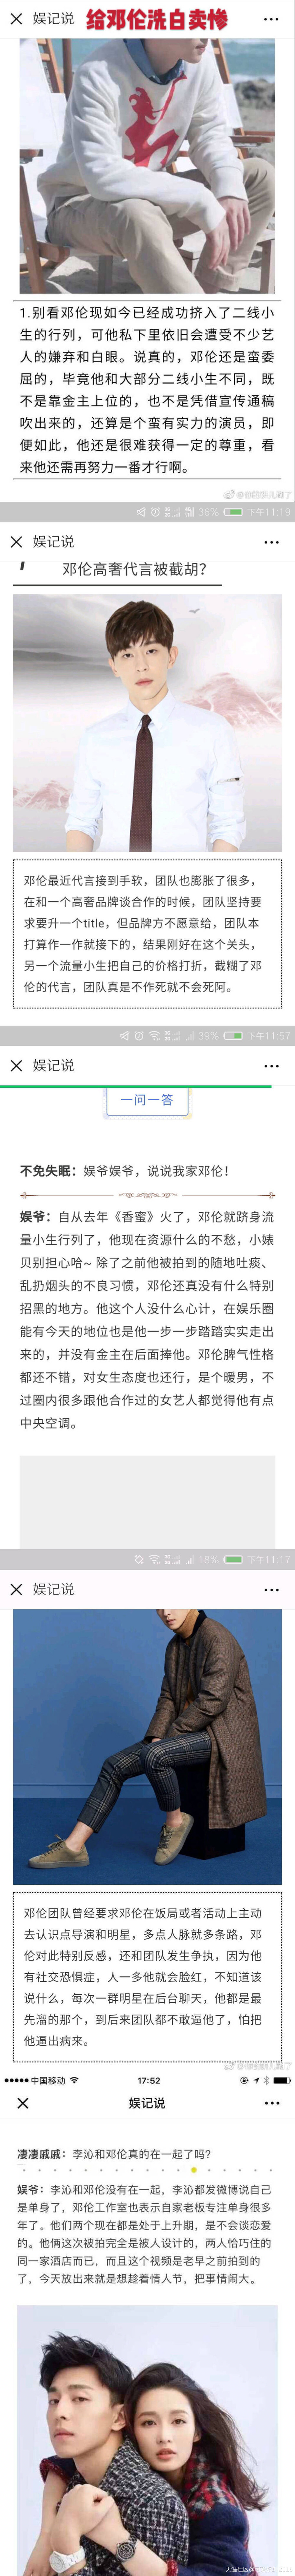 娱记说
给邓伦洗白卖惨
1.别看邓伦现如今已经成功挤入了二线小
生的行列，可他私下里依旧会遭受不少艺
人的嫌弃和白眼。说真的，邓伦还是蛮委
屈的，毕竟他和大部分二线小生不同，既
不是靠金主上位的，也不是凭借宣传通稿
吹出来的，还算是个蛮有实力的演员，即
便如此，他还是很难获得一定的尊重，看
来他还需再努力一番才行啊。
36% 下午11:19
娱记说
邓伦高奢代言被截胡？
邓伦最近代言接到手软，团队也膨胀了很多，
在和一个高奢品牌谈合作的时候，团队坚持要
求要升一个title，但品牌方不愿意给，团队本
打算作一作就接下的，结果刚好在这个关头，
另一个流量小生把自己的价格打折，截糊了邓
伦的代言，团队真是不作死就不会死阿。
39% 下午11:57
娱记说
一问一答
不免失眠：娱爷娱爷，说说我家邓伦！
娱爷：自从去年《香蜜》火了，邓伦就跻身流
量小生行列了，他现在资源什么的不愁，小婊
贝别担心哈~ 除了之前他被拍到的随地吐痰、
乱扔烟头的不良习惯，邓伦还真没有什么特别
招黑的地方。他这个人没什么心计，在娱乐圈
能有今天的地位也是他一步一步踏踏实实走出
来的，并没有金主在后面捧他。邓伦脾气性格
都还不错，对女生态度也还行，是个暖男，不
过圈内很多跟他合作过的女艺人都觉得他有点
中央空调。
18% 下午11:17
娱记说
邓伦团队曾经要求邓伦在饭局或者活动上主动
去认识点导演和明星，多点人脉就多条路，邓
伦对此特别反感，还和团队发生争执，因为他
有社交恐惧症，人一多他就会脸红，不知道该
说什么，每次一群明星在后台聊天，他都是最
先溜的那个，到后来团队都不敢逼他了，怕把
他逼出病来。
中国移动 17:52
娱记说
凄凄戚戚：李沁和邓伦真的在一起了吗？
娱爷：李沁和邓伦没有在一起，李沁都发微博说自己
是单身了，邓伦工作室也表示自家老板专注单身很多
年了。他们两个现在都是处于上升期，是不会谈恋爱
的。他俩这次被拍完全是被人设计的，两人恰巧住的
同一家酒店而已，而且这个视频是老早之前拍到的
了，今天放出来就是想趁着情人节，把事情闹大。